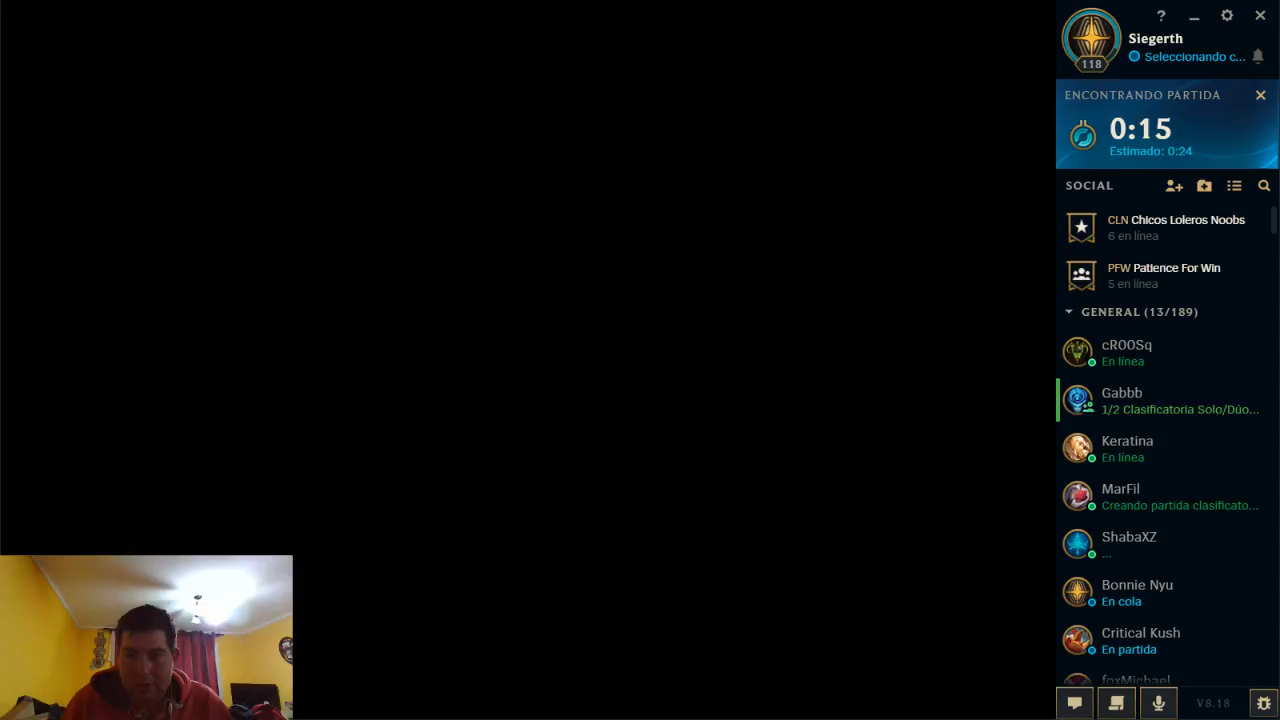 ?
Siegerth
Seleccionando c...
118
ENCONTRANDO PARTIDA
0:15
Estimado: 0:24
SOCIAL
CLN ChIcos Loleros Noobs
6 en línea
PFW PatIence For WIn
5 en línea
GENERAL (13/189)
cR00Sq
En línea
Gabbb
1/2 Clasificatoria Solo/Dúo...
Keratina
En línea
MarFil
Creando partida clasificato...
ShabaXZ
...
Bonnie Nyu
En cola
Critical Kush
En partida
foxMichael
V8.18